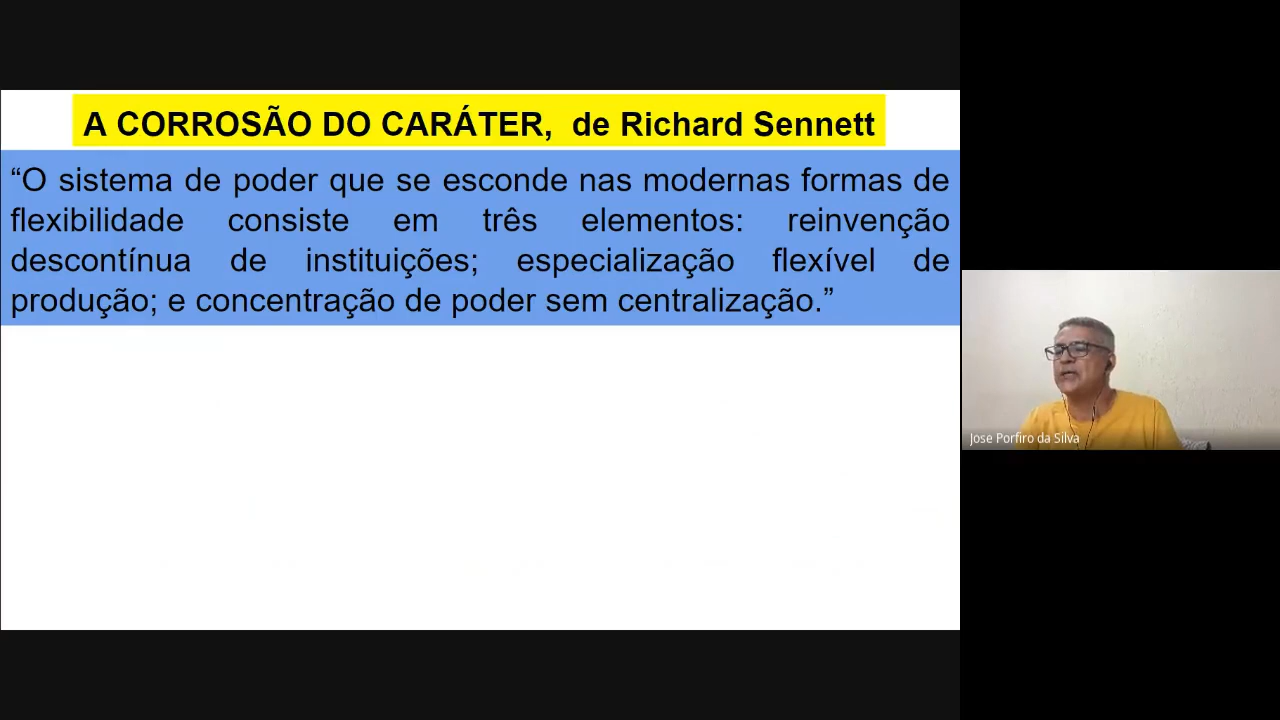 A CORROSÃO DO CARÁTER, de Richard Sennett
“O sistema de poder que se esconde nas modernas formas de
flexibilidade consiste em três elementos: reinvenção
descontínua de instituições; especialização flexível de
produção; e concentração de poder sem centralização.”
Jose Porfiro da Silva